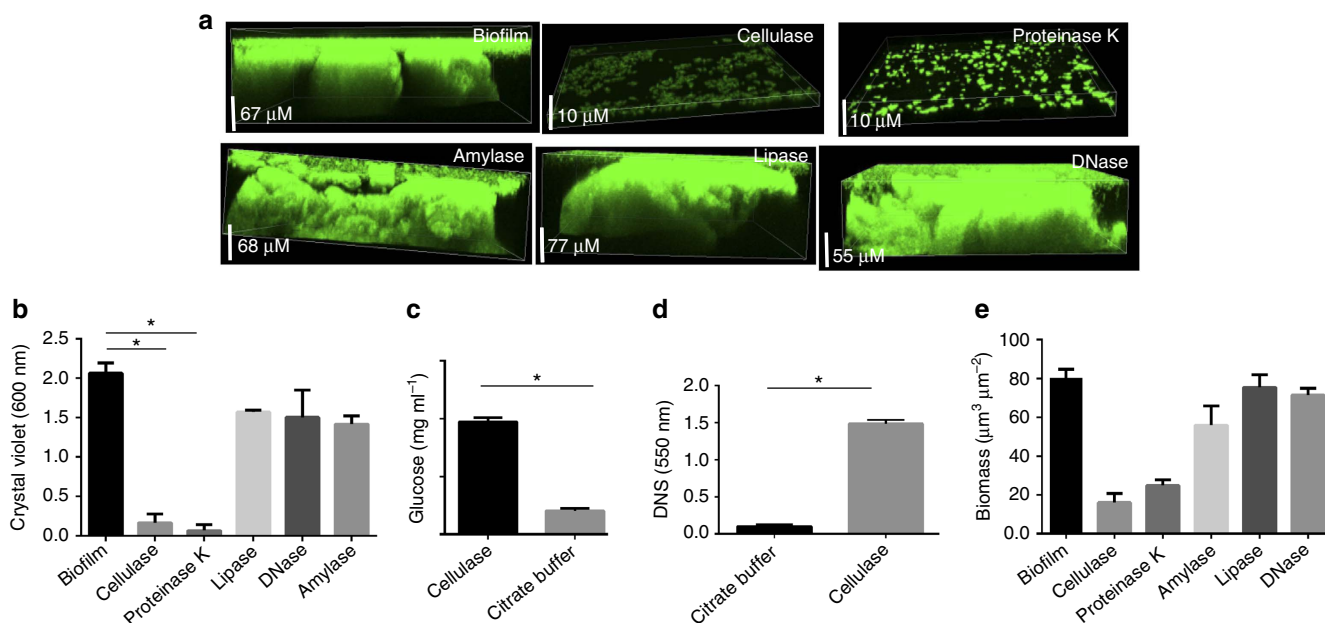 a
Biofilm
67 μM
Cellulase
10 μM
Proteinase K
10 μM
Amylase
68 μM
Lipase
77 μM
DNase
55 μM
b
*
*
Crystal violet (600 nm)
2.5
2.0
1.5
1.0
0.5
0.0
Biofilm
Cellulase
Proteinase K
Lipase
DNase
Amylase
c
*
Glucose (mg ml⁻¹)
Cellulase
Citrate buffer
d
*
DNS (550 nm)
2.0
1.5
1.0
0.5
0.0
Citrate buffer
Cellulase
e
Biomass (μm³ μm⁻²)
100
80
60
40
20
0.0
Biofilm
Cellulase
Proteinase K
Amylase
Lipase
DNase